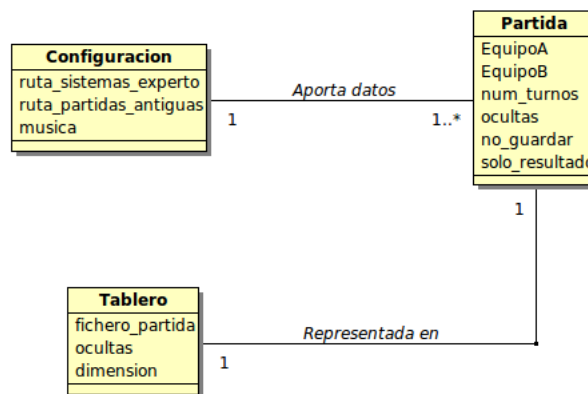 Partida
EquipoA
EquipoB
num_turnos
ocultas
no_guardar
solo_resultado
Configuracion
ruta_sistemas_experto
ruta_partidas_antiguas
musica
Aporta datos
1
1..*
1
Tablero
fichero_partida
ocultas
dimension
Representada en
1